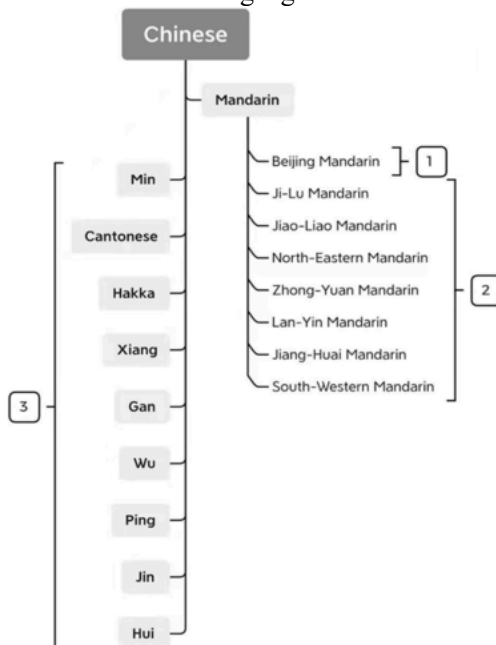 Chinese
Mandarin
Beijing Mandarin
1
Ji-Lu Mandarin
Jiao-Liao Mandarin
North-Eastern Mandarin
Zhong-Yuan Mandarin
2
Lan-Yin Mandarin
Jiang-Huai Mandarin
South-Western Mandarin
Min
Cantonese
Hakka
Xiang
3
Gan
Wu
Ping
Jin
Hui